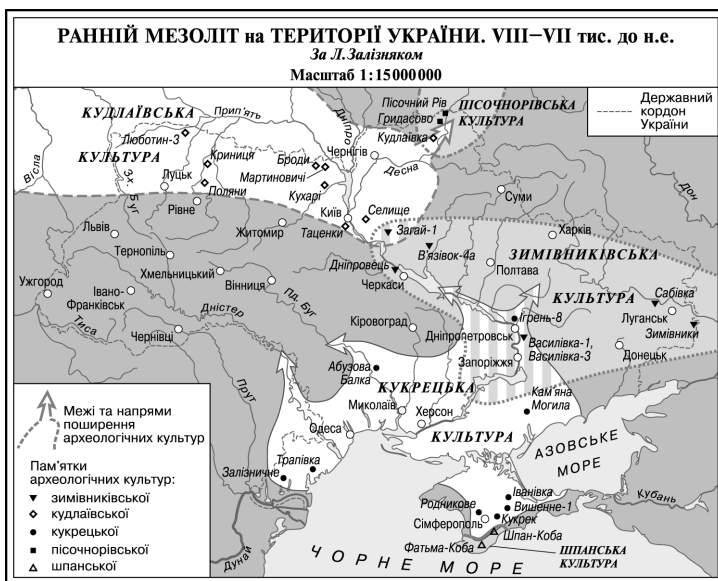 РАННІЙ МЕЗОЛІТ на ТЕРИТОРІЇ УКРАЇНИ. VIII–VII тис. до н.е.
За Л.Залізняком
Масштаб 1:15000000
Державний
кордон
України
КУДЛАЇВСЬКА
КУЛЬТУРА
Прип'ять
Дніпро
Пісочний Рів
Гридасово
ПІСОЧНОРІВСЬКА
КУЛЬТУРА
Кудлаївка
Люботин-3
Криниця
Броди
Мартиновичі
Чернігів
Десна
Вісла
Зх. Буг
Луцьк
Поляни
Кухарі
Рівне
Київ
Селище
Таценки
Суми
Дон
Львів
Житомир
Загай-1
Харків
Тернопіль
В'язівок-4а
ЗИМІВНИКІВСЬКА
КУЛЬТУРА
Полтава
Ужгород
Хмельницький
Вінниця
Дніпровець
Черкаси
Івано-
Франківськ
Дністер
Пд. Буг
Сабівка
Луганськ
Зимівники
Тиса
Чернівці
Кіровоград
Ігрень-8
Дніпропетровськ
Василівка-1,
Василівка-3
Запоріжжя
Донецьк
Прут
Абузова
Балка
КУКРЕЦЬКА
КУЛЬТУРА
Кам'яна
Могила
Миколаїв
Херсон
Одеса
АЗОВСЬКЕ
МОРЕ
Трапівка
Залізничне
Кубань
Іванівка
Родникове
Вишенне-1
Сімферополь
Кукрек
Шпан-Коба
Фатьма-Коба
ШПАНСЬКА
КУЛЬТУРА
Дунай
ЧОРНЕ МОРЕ
Межі та напрями
поширення
археологічних культур
Пам'ятки
археологічних культур:
зимівниківської
кудлаївської
кукрецької
пісочнорівської
шпанської